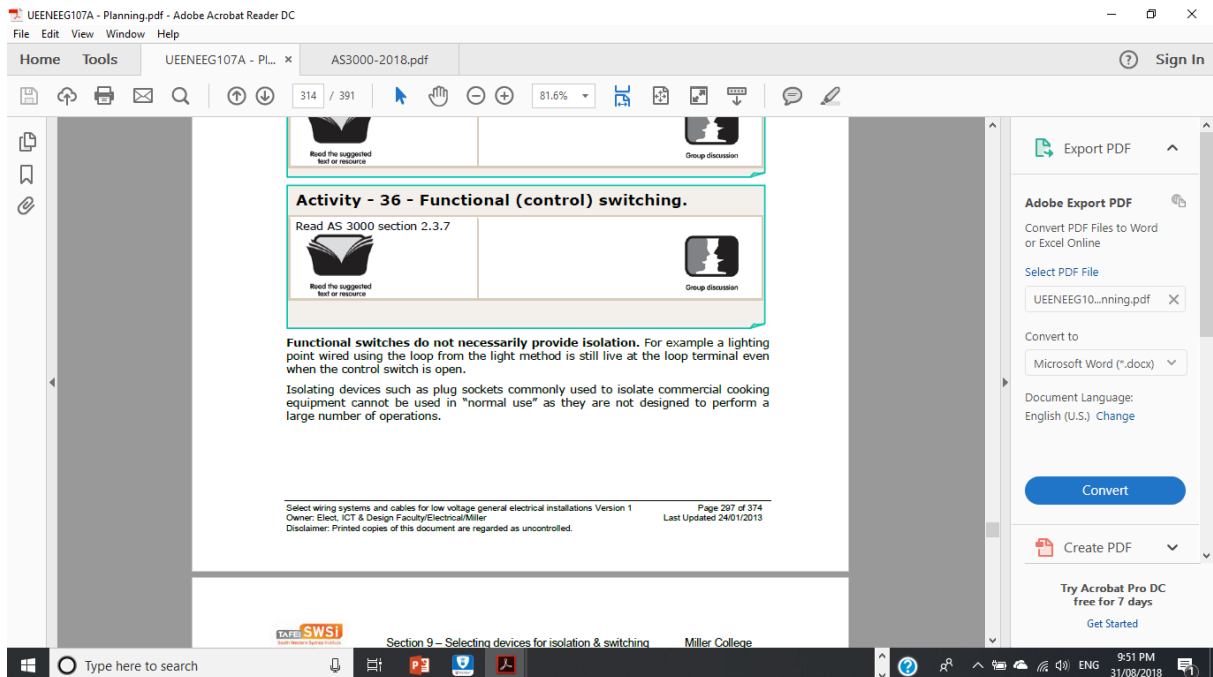 UEENEEG107A - Planning.pdf - Adobe Acrobat Reader DC
File Edit View Window Help
Home Tools UEENEEG107A - Pl... × AS3000-2018.pdf Sign In
314 / 391 81.6%
Read the suggested
text or resource
Group discussion
Activity - 36 - Functional (control) switching.
Read AS 3000 section 2.3.7
Read the suggested
text or resource
Group discussion
Functional switches do not necessarily provide isolation. For example a lighting
point wired using the loop from the light method is still live at the loop terminal even
when the control switch is open.
Isolating devices such as plug sockets commonly used to isolate commercial cooking
equipment cannot be used in "normal use" as they are not designed to perform a
large number of operations.
Select wiring systems and cables for low voltage general electrical installations Version 1 Page 297 of 374
Owner: Elect, ICT & Design Faculty/Electrical/Miller Last Updated 24/01/2013
Disclaimer: Printed copies of this document are regarded as uncontrolled.
TAFE SWSi
Section 9 – Selecting devices for isolation & switching Miller College
Export PDF
Adobe Export PDF
Convert PDF Files to Word
or Excel Online
Select PDF File
UEENEEG10...nning.pdf
Convert to
Microsoft Word (*.docx)
Document Language:
English (U.S.) Change
Convert
Create PDF
Try Acrobat Pro DC
free for 7 days
Get Started
Type here to search
ENG
9:51 PM
31/08/2018